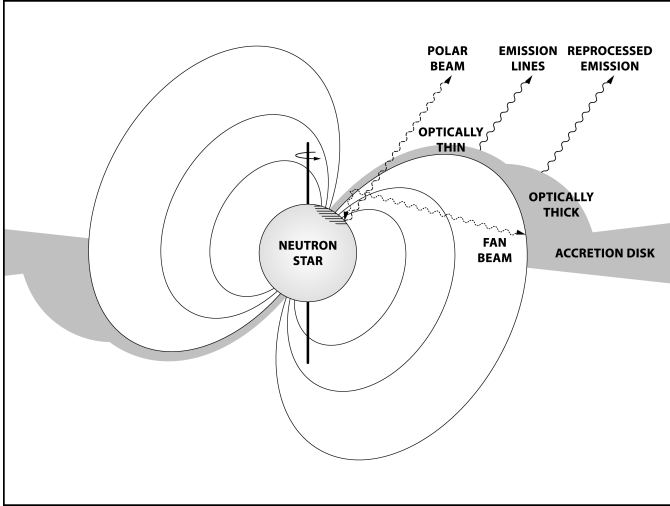 POLAR
BEAM
EMISSION
LINES
REPROCESSED
EMISSION
OPTICALLY
THIN
OPTICALLY
THICK
NEUTRON
STAR
FAN
BEAM
ACCRETION DISK